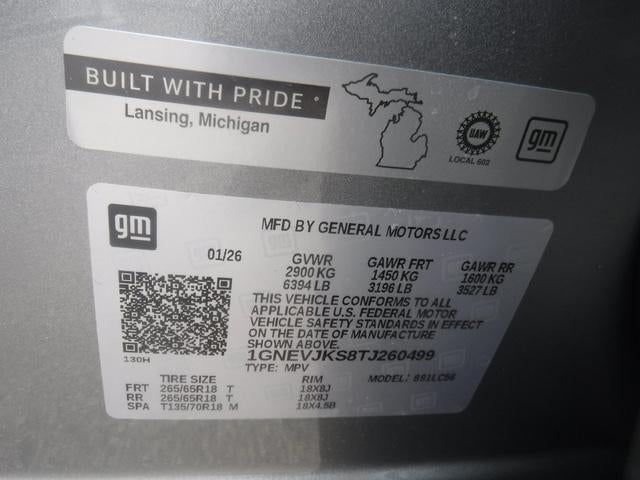 BUILT WITH PRIDE
Lansing, Michigan
UAW
LOCAL 602
gm
gm
MFD BY GENERAL MOTORS LLC
01/26
GVWR GAWR FRT GAWR RR
2900 KG 1450 KG 1600 KG
6394 LB 3196 LB 3527 LB
THIS VEHICLE CONFORMS TO ALL
APPLICABLE U.S. FEDERAL MOTOR
VEHICLE SAFETY STANDARDS IN EFFECT
ON THE DATE OF MANUFACTURE
SHOWN ABOVE.
130H
1GNEVJKS8TJ260499
TYPE: MPV MODEL: 891LC56
TIRE SIZE RIM
FRT 265/65R18 T 18X8J
RR 265/65R18 T 18X8J
SPA T135/70R18 M 18X4.5B